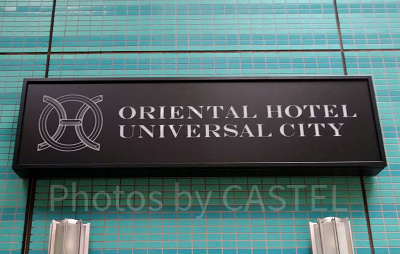 ORIENTAL HOTEL
UNIVERSAL CITY
Photos by CASTEL